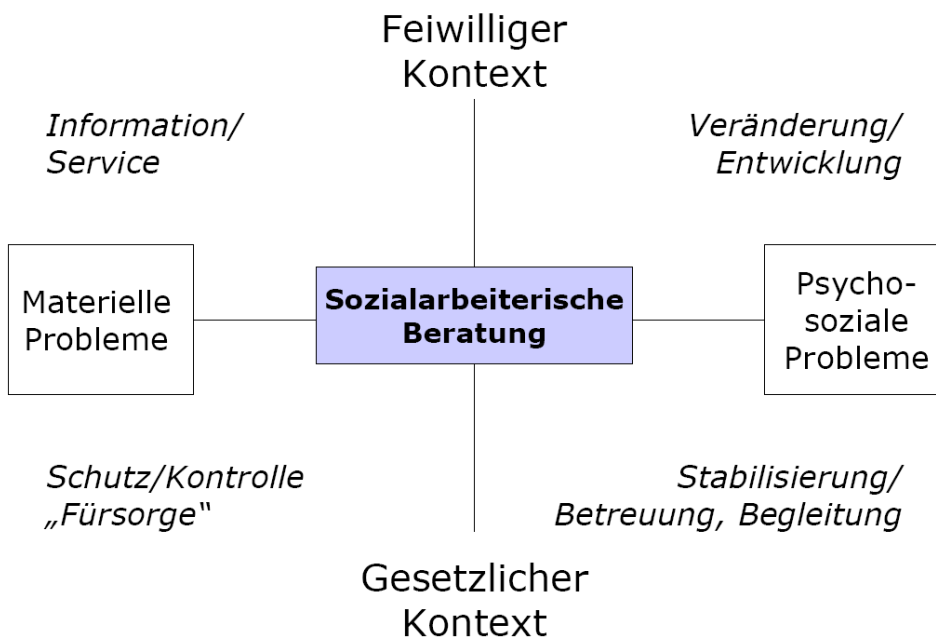 Feiwilliger
Kontext
Information/
Service
Veränderung/
Entwicklung
Materielle
Probleme
Sozialarbeiterische
Beratung
Psycho-
soziale
Probleme
Schutz/Kontrolle
„Fürsorge“
Stabilisierung/
Betreuung, Begleitung
Gesetzlicher
Kontext